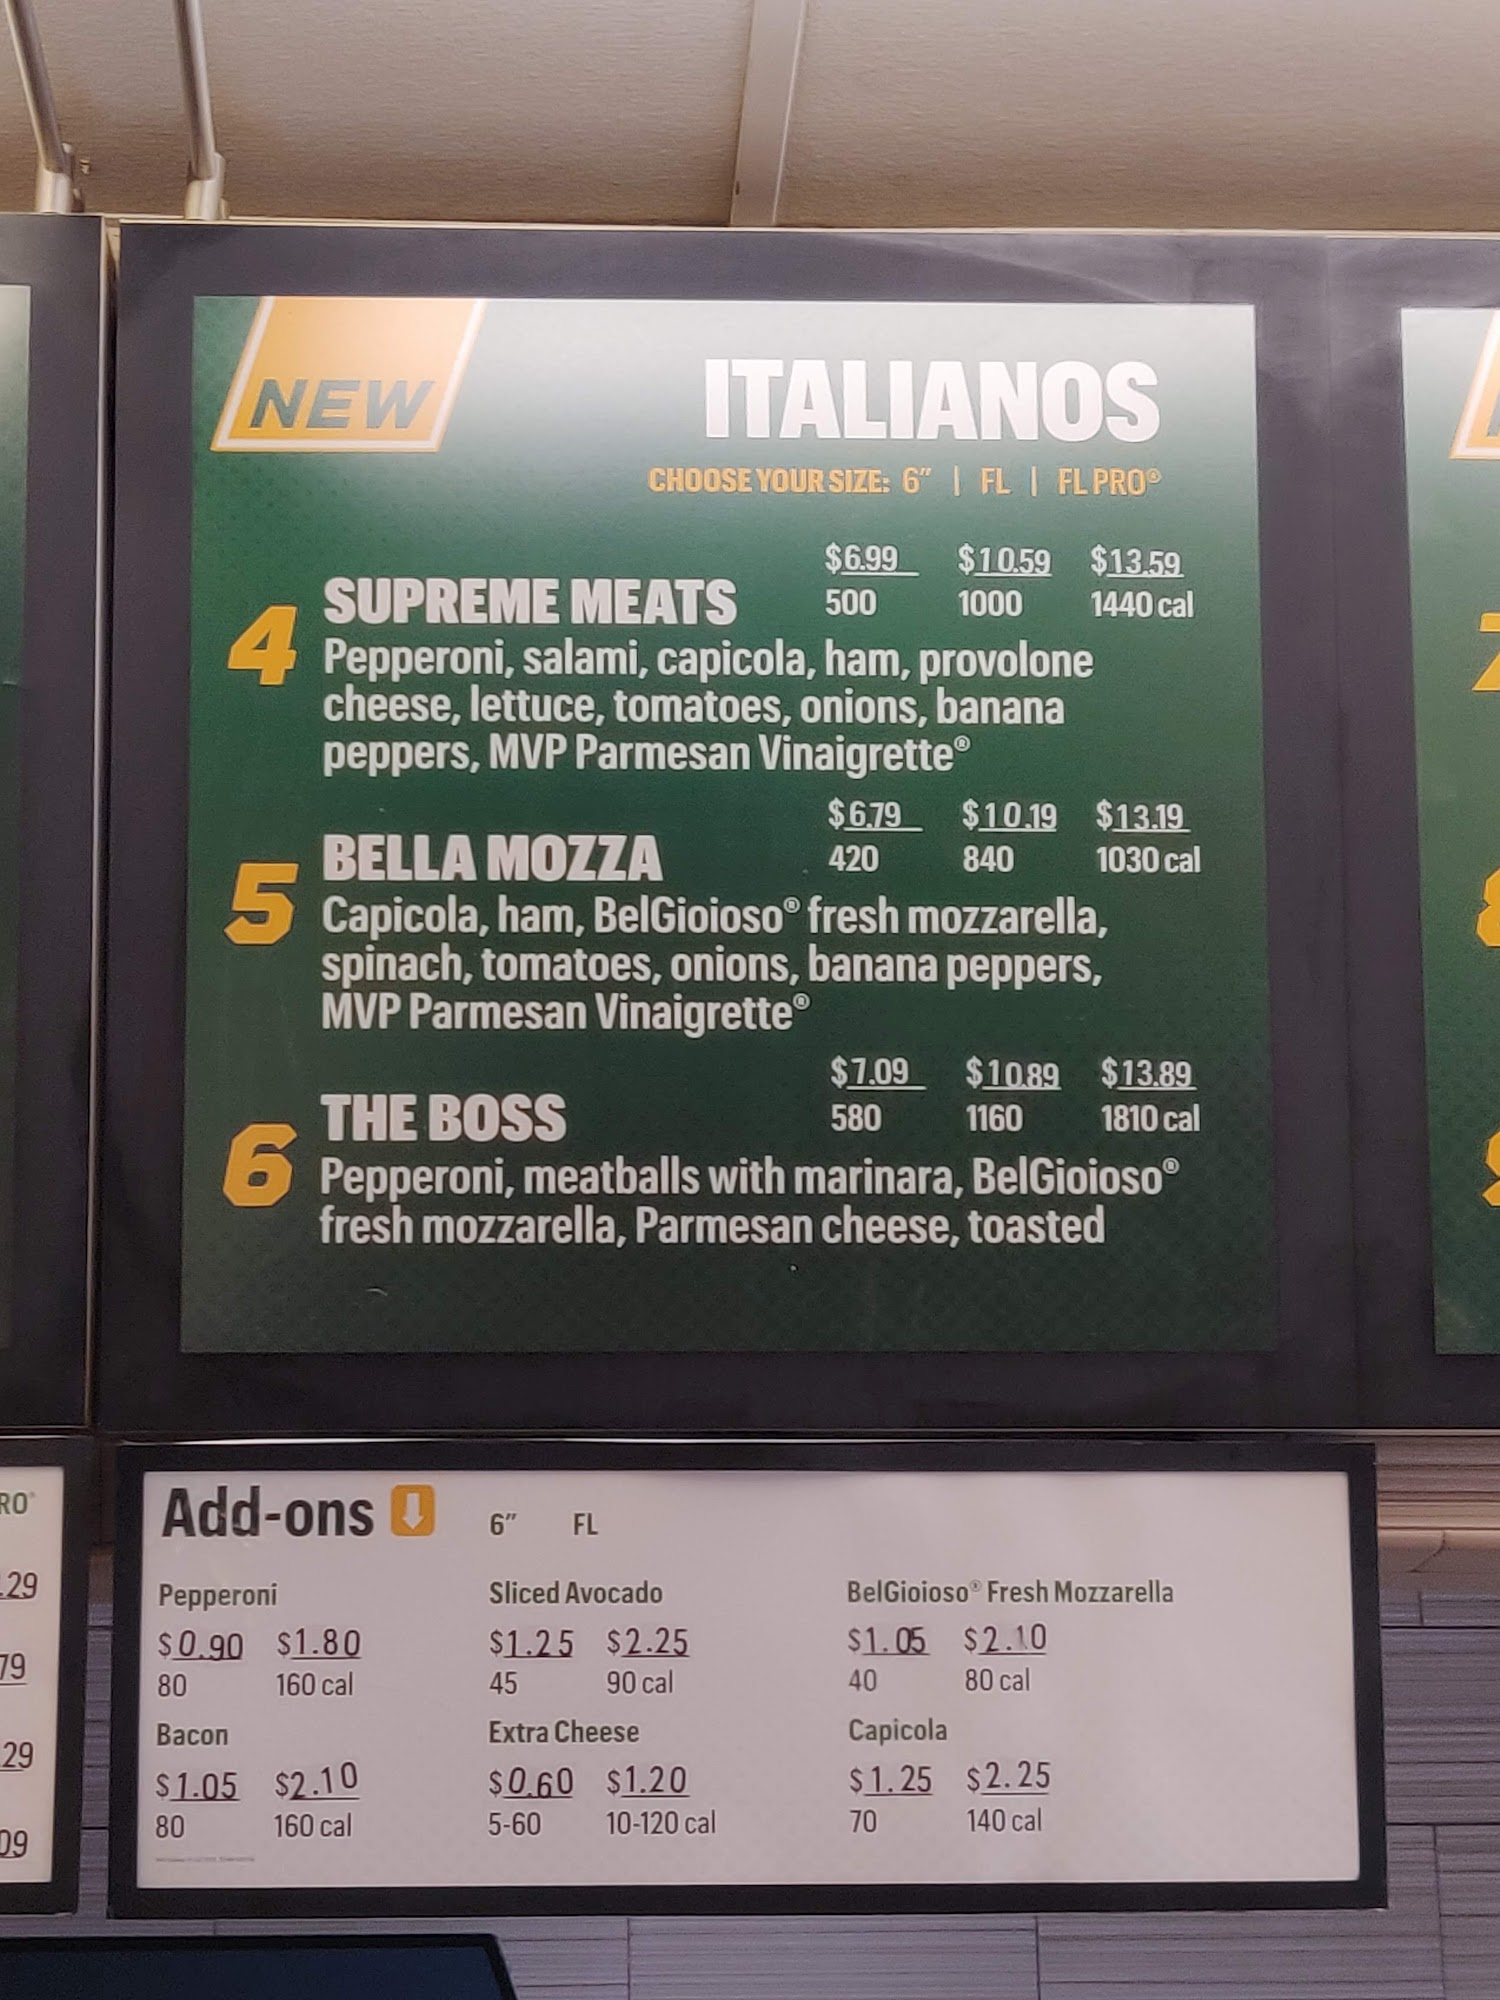 NEW
ITALIANOS
CHOOSE YOUR SIZE: 6" | FL | FL PRO®
$6.99 $10.59 $13.59
4 SUPREME MEATS 500 1000 1440 cal
Pepperoni, salami, capicola, ham, provolone
cheese, lettuce, tomatoes, onions, banana
peppers, MVP Parmesan Vinaigrette®
$6.79 $10.19 $13.19
5 BELLA MOZZA 420 840 1030 cal
Capicola, ham, BelGioioso® fresh mozzarella,
spinach, tomatoes, onions, banana peppers,
MVP Parmesan Vinaigrette®
$7.09 $10.89 $13.89
6 THE BOSS 580 1160 1810 cal
Pepperoni, meatballs with marinara, BelGioioso®
fresh mozzarella, Parmesan cheese, toasted
Add-ons 6" FL
Pepperoni Sliced Avocado BelGioioso® Fresh Mozzarella
$0.90 $1.80 $1.25 $2.25 $1.05 $2.10
80 160 cal 45 90 cal 40 80 cal
Bacon Extra Cheese Capicola
$1.05 $2.10 $0.60 $1.20 $1.25 $2.25
80 160 cal 5-60 10-120 cal 70 140 cal
RO®
.29
79
.29
09